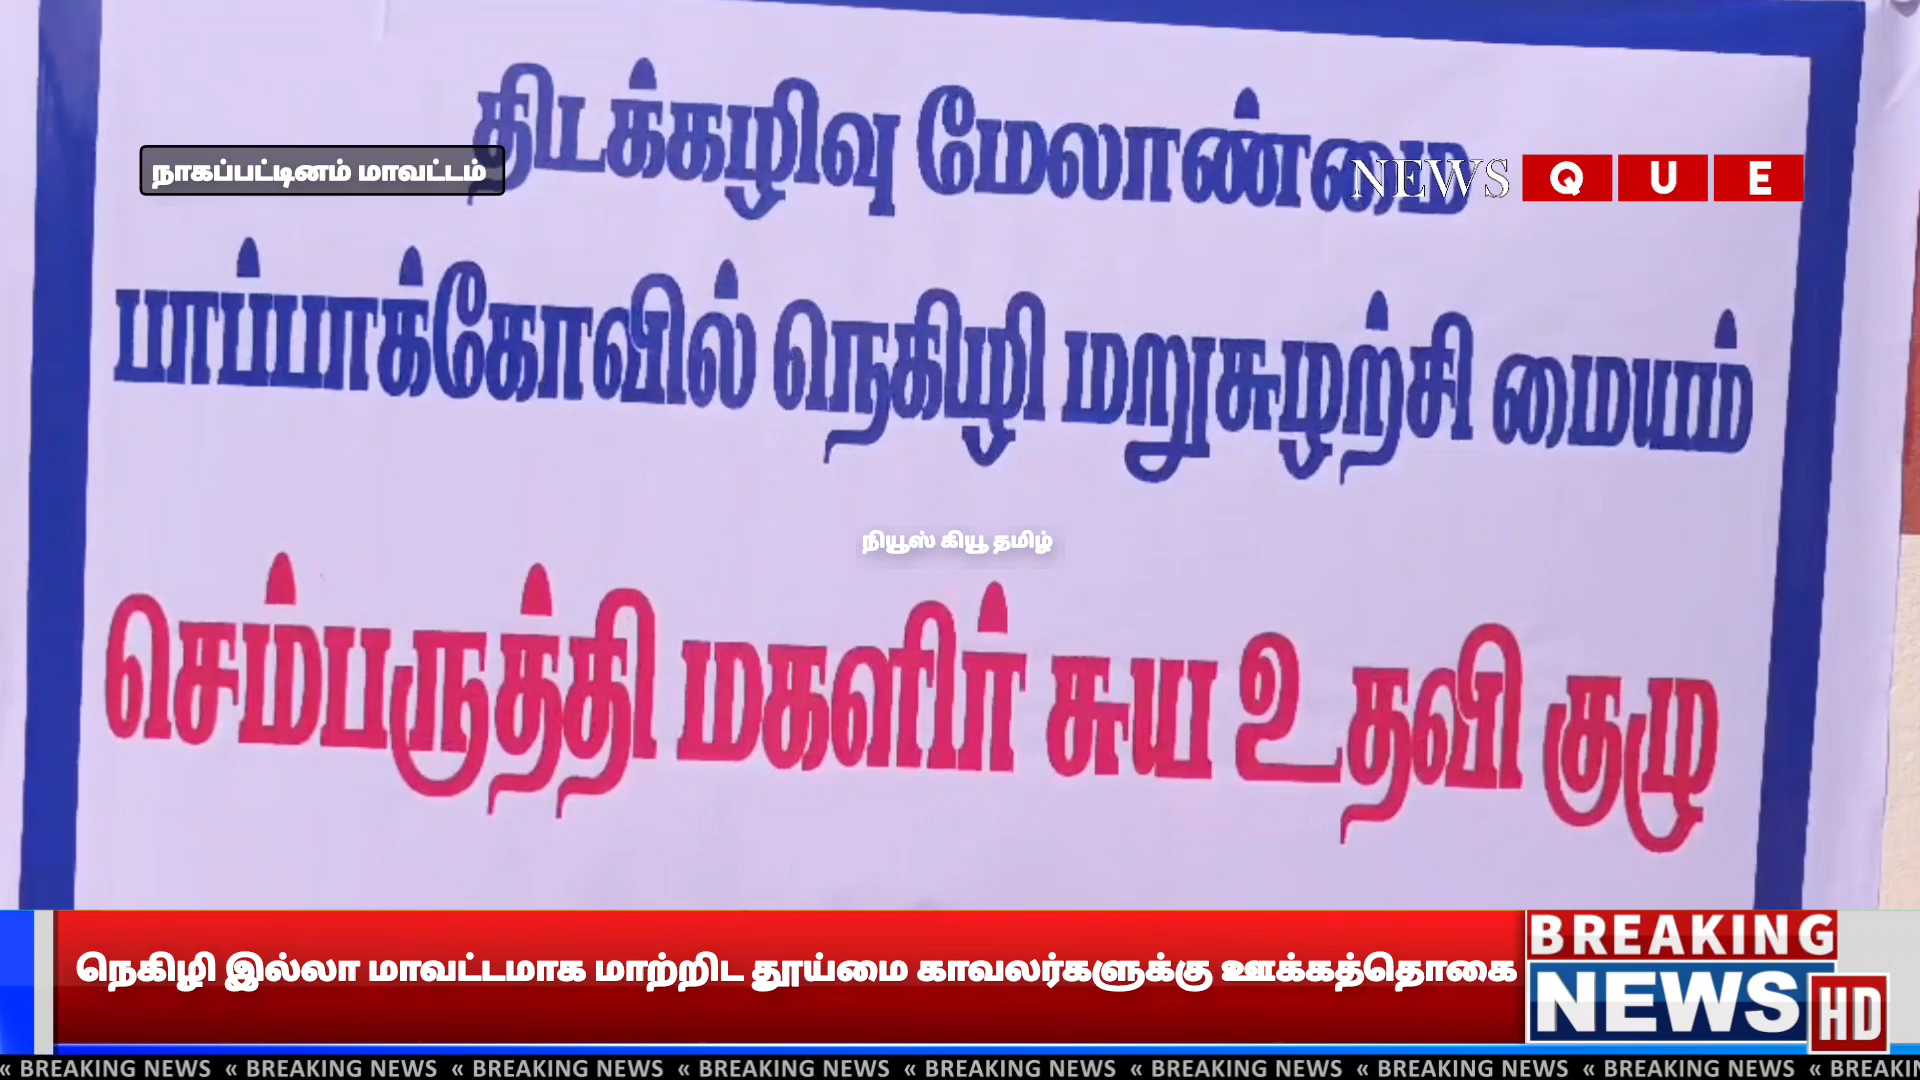 திடக்கழிவு மேலாண்மை
நாகப்பட்டினம் மாவட்டம்
NEWS QUE
பாப்பாக்கோவில் நெகிழி மறுசுழற்சி மையம்
நியூஸ் கியூ தமிழ்
செம்பருத்தி மகளிர் சுய உதவி குழு
நெகிழி இல்லா மாவட்டமாக மாற்றிட தூய்மை காவலர்களுக்கு ஊக்கத்தொகை
BREAKING
NEWS HD
« BREAKING NEWS « BREAKING NEWS « BREAKING NEWS « BREAKING NEWS « BREAKING NEWS « BREAKING NEWS « BREAKING NEWS « BREAKING NEWS « BREAKIN